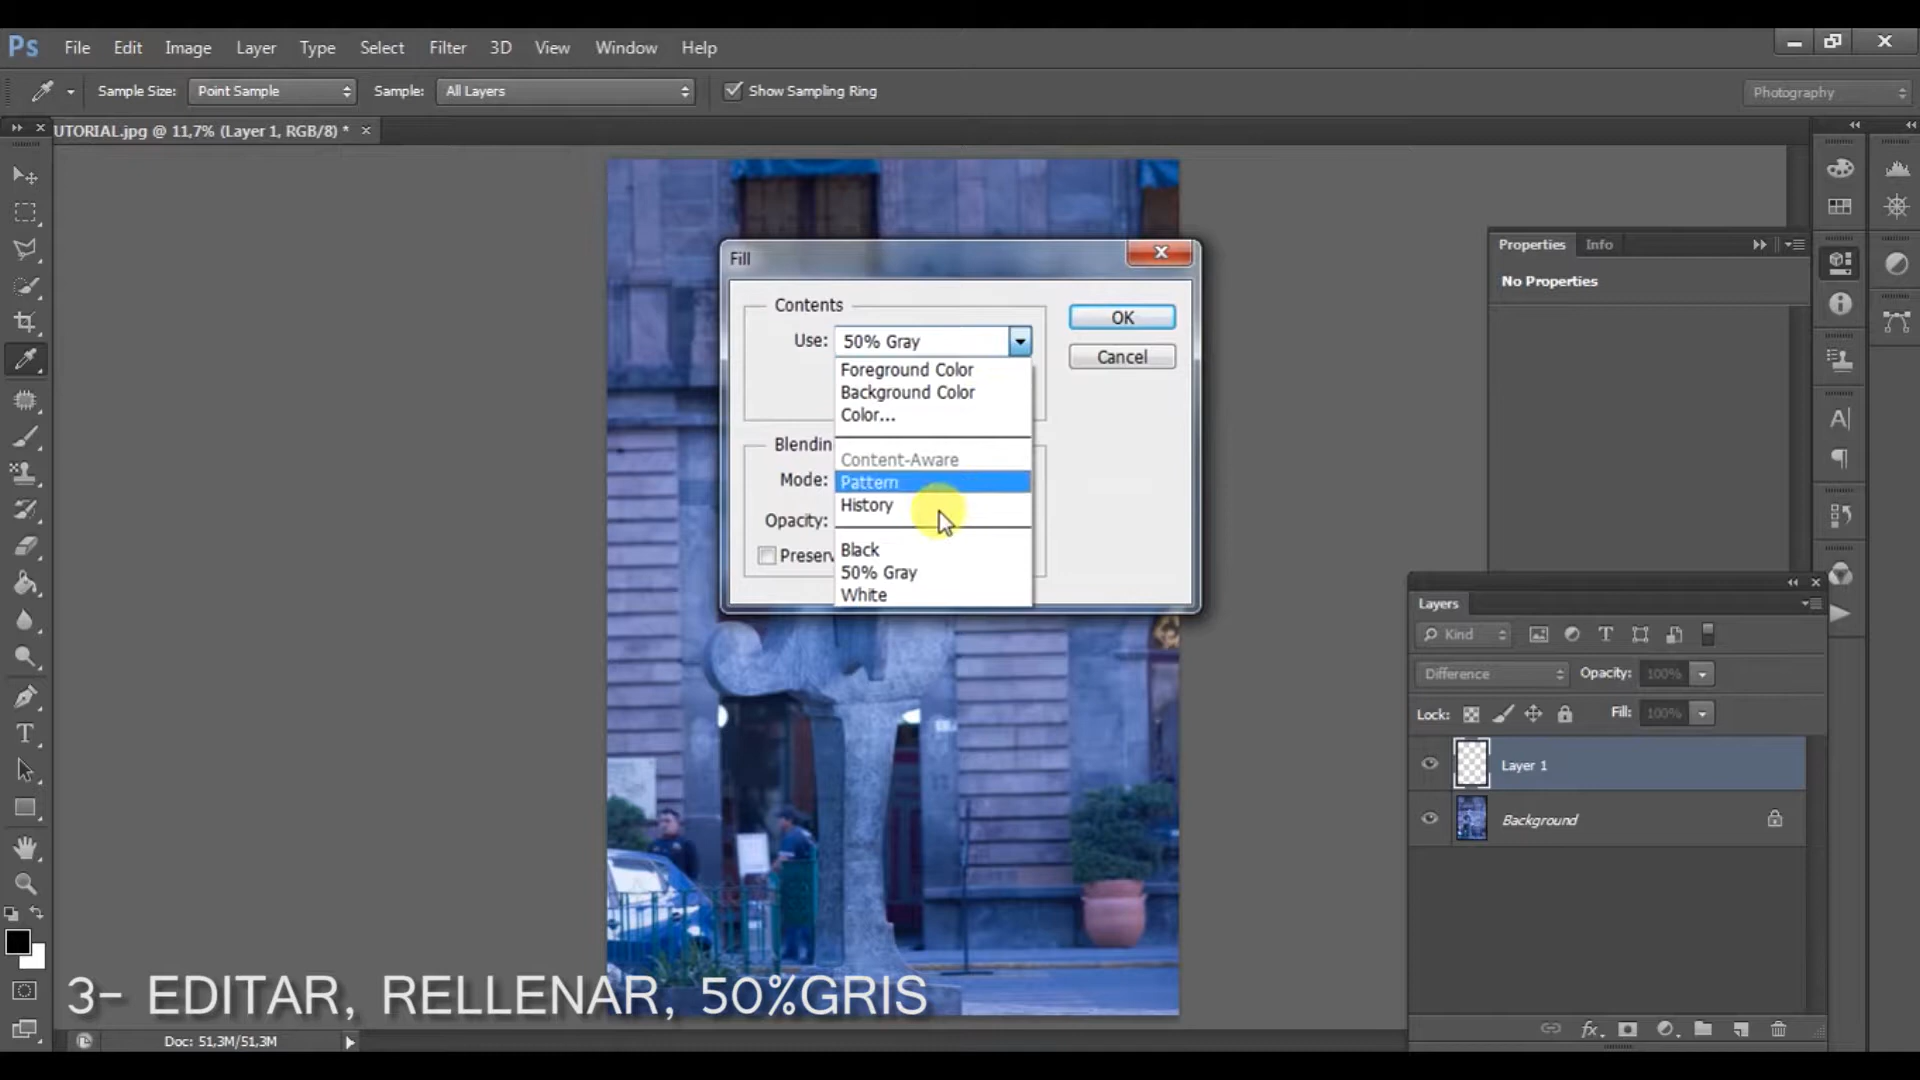 Ps File Edit Image Layer Type Select Filter 3D View Window Help
Sample Size: Point Sample Sample: All Layers Show Sampling Ring Photography
UTORIAL.jpg @ 11,7% (Layer 1, RGB/8) *
Properties Info
No Properties
Fill
Contents
Use: 50% Gray
OK
Cancel
Foreground Color
Background Color
Color...
Content-Aware
Pattern
History
Black
50% Gray
White
Blendin
Mode:
Opacity:
Preserv
Layers
Kind
Difference Opacity: 100%
Lock: Fill: 100%
Layer 1
Background
3- EDITAR, RELLENAR, 50%GRIS
Doc: 51,3M/51,3M